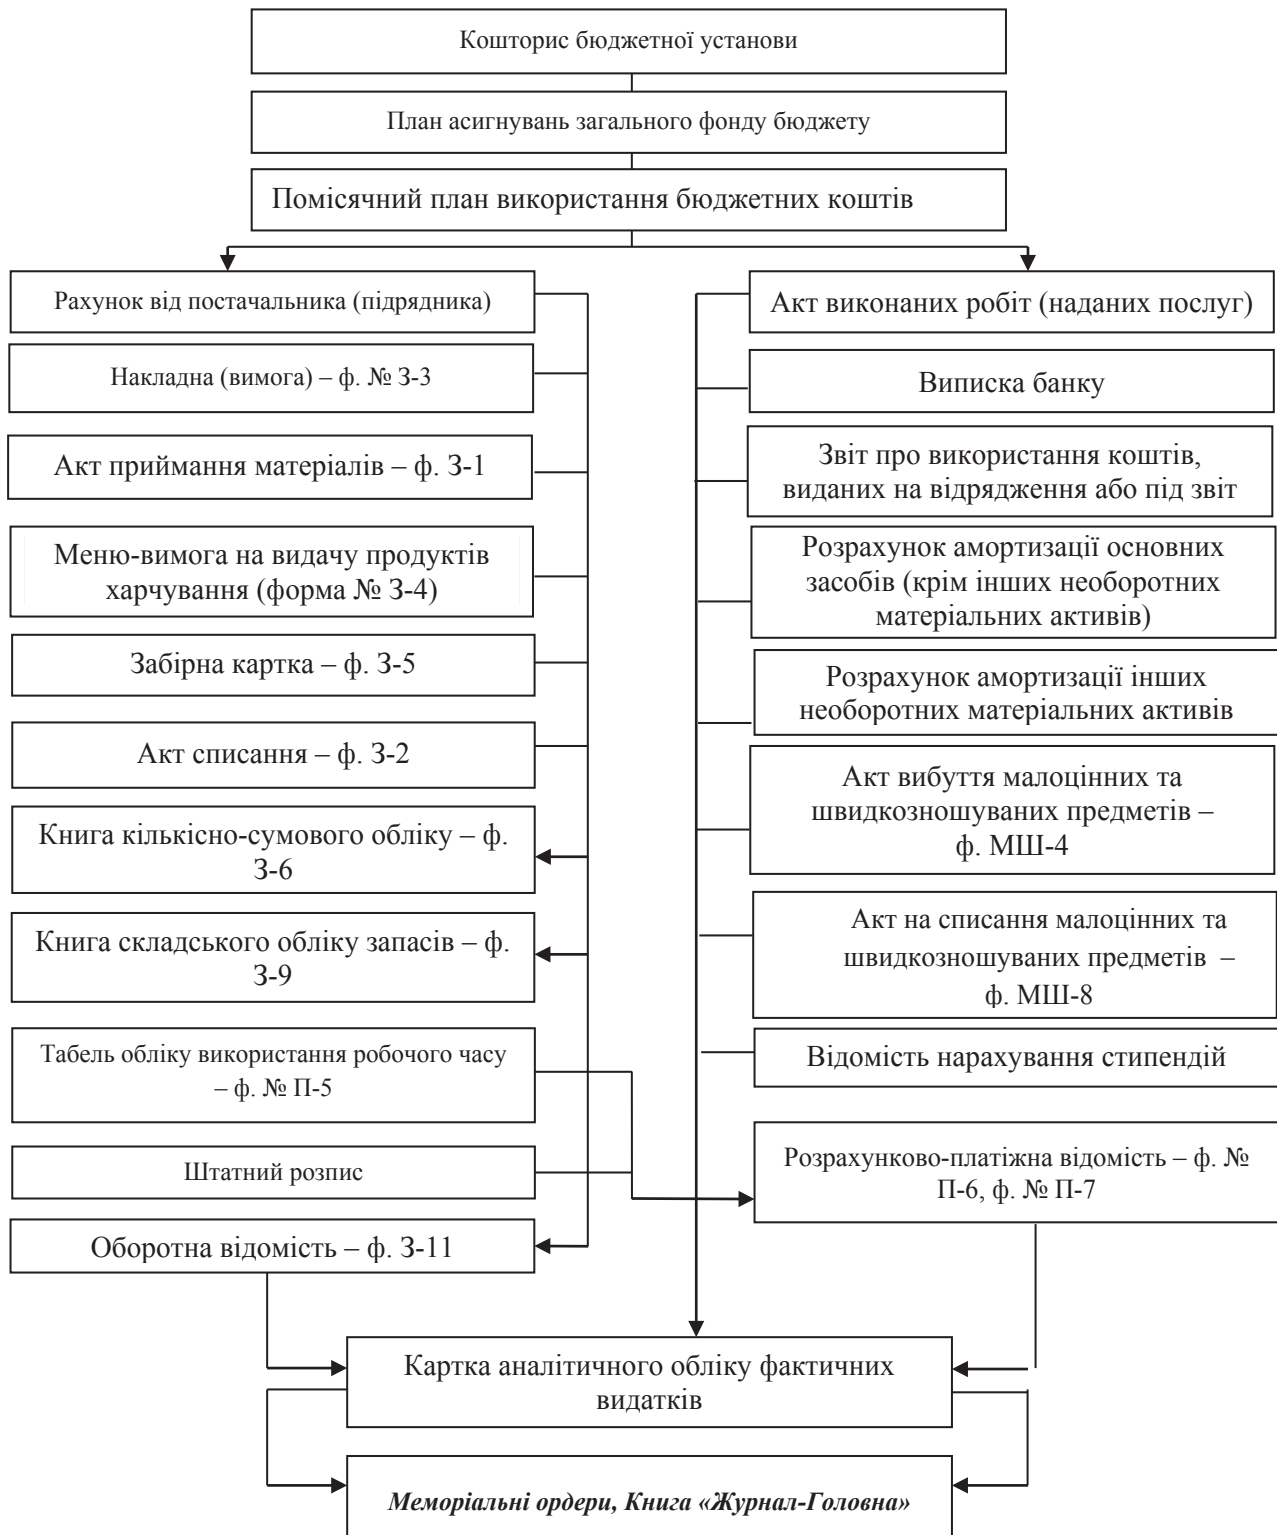 Кошторис бюджетної установи
План асигнувань загального фонду бюджету
Помісячний план використання бюджетних коштів
Рахунок від постачальника (підрядника)
Накладна (вимога) – ф. № З-3
Акт приймання матеріалів – ф. З-1
Меню-вимога на видачу продуктів
харчування (форма № З-4)
Забірна картка – ф. З-5
Акт списання – ф. З-2
Книга кількісно-сумового обліку – ф.
З-6
Книга складського обліку запасів – ф.
З-9
Табель обліку використання робочого часу
– ф. № П-5
Штатний розпис
Оборотна відомість – ф. З-11
Акт виконаних робіт (наданих послуг)
Виписка банку
Звіт про використання коштів,
виданих на відрядження або під звіт
Розрахунок амортизації основних
засобів (крім інших необоротних
матеріальних активів)
Розрахунок амортизації інших
необоротних матеріальних активів
Акт вибуття малоцінних та
швидкозношуваних предметів –
ф. МШ-4
Акт на списання малоцінних та
швидкозношуваних предметів –
ф. МШ-8
Відомість нарахування стипендій
Розрахунково-платіжна відомість – ф. №
П-6, ф. № П-7
Картка аналітичного обліку фактичних
видатків
Меморіальні ордери, Книга «Журнал-Головна»